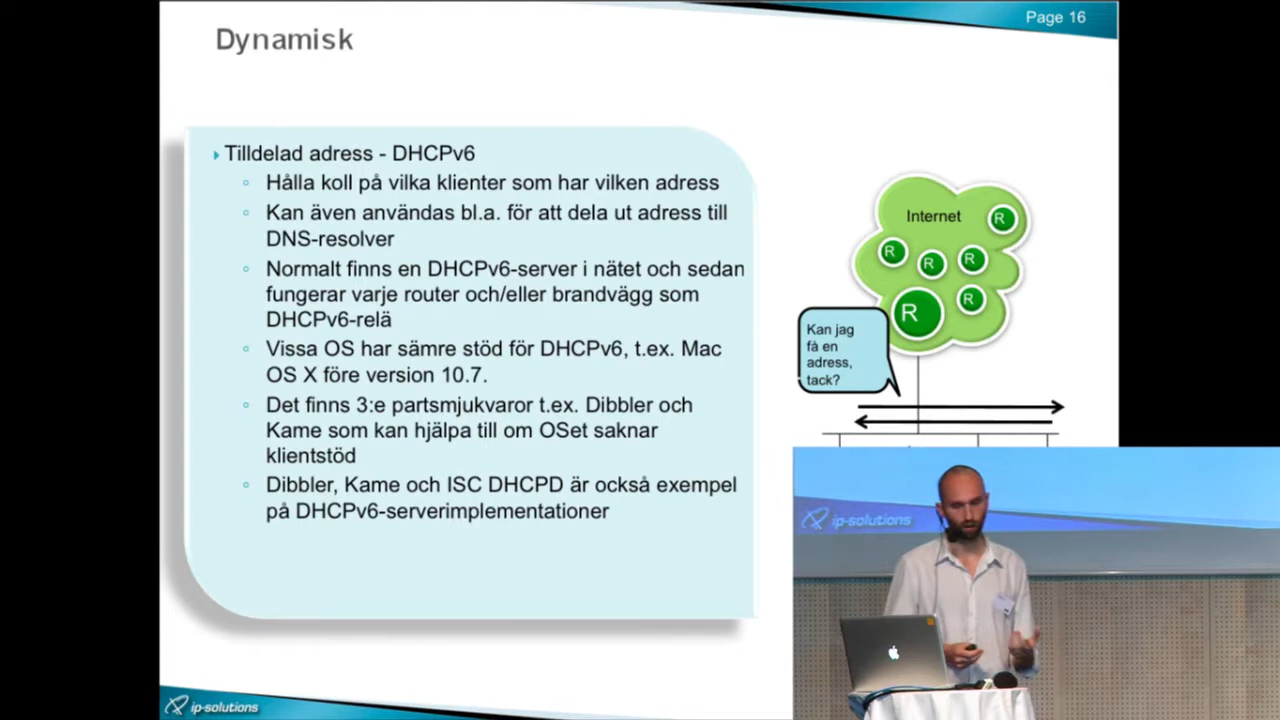 Page 16
Dynamisk
Tilldelad adress - DHCPv6
Hålla koll på vilka klienter som har vilken adress
Kan även användas bl.a. för att dela ut adress till
DNS-resolver
Normalt finns en DHCPv6-server i nätet och sedan
fungerar varje router och/eller brandvägg som
DHCPv6-relä
Vissa OS har sämre stöd för DHCPv6, t.ex. Mac
OS X före version 10.7.
Det finns 3:e partsmjukvaror t.ex. Dibbler och
Kame som kan hjälpa till om OSet saknar
klientstöd
Dibbler, Kame och ISC DHCPD är också exempel
på DHCPv6-serverimplementationer
Internet
R
R
R
R
R
R
Kan jag
få en
adress,
tack?
ip-solutions
ip-solutions